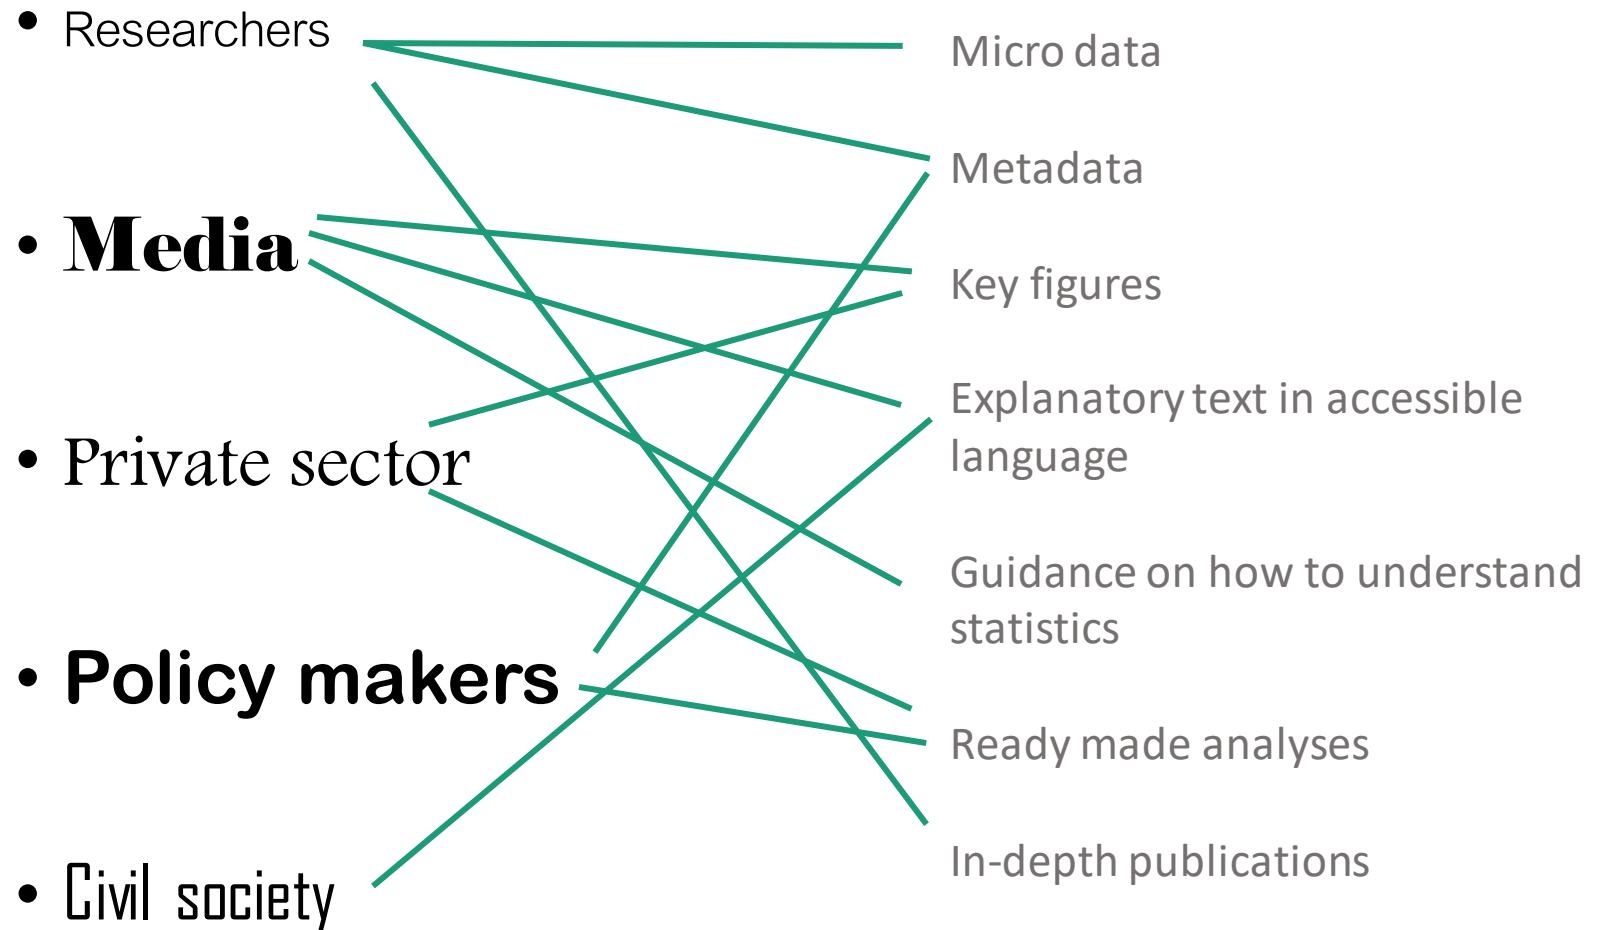 • Researchers
• Media
• Private sector
• Policy makers
• Civil society
Micro data
Metadata
Key figures
Explanatory text in accessible
language
Guidance on how to understand
statistics
Ready made analyses
In-depth publications